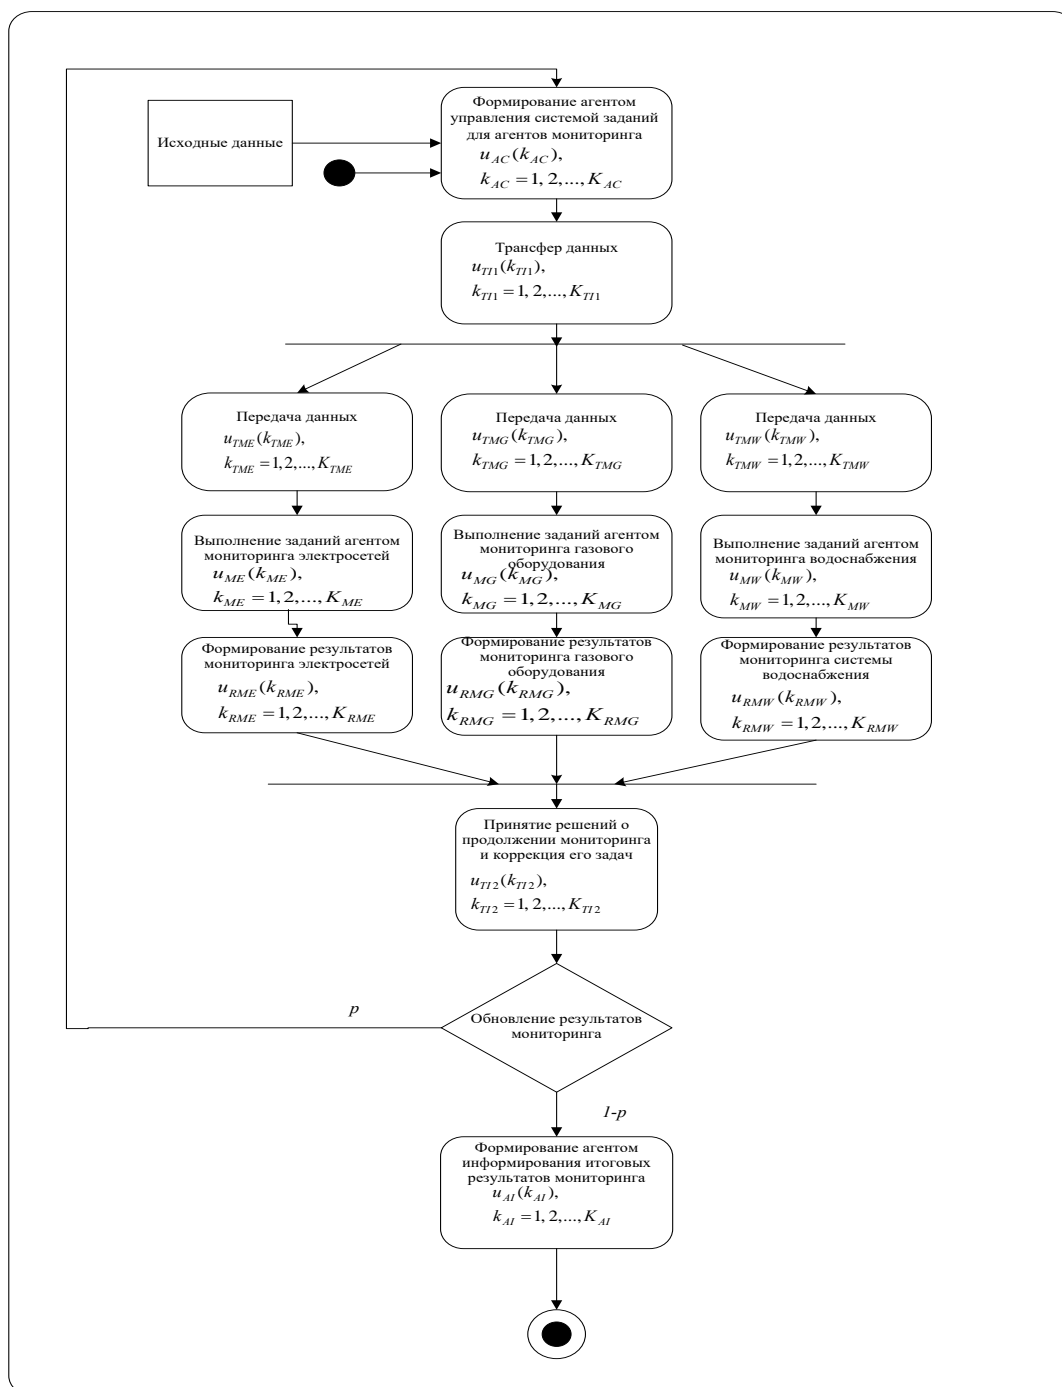 Формирование агентом
управления системой заданий
для агентов мониторинга
u_AC(k_AC),
k_AC = 1, 2,..., K_AC
Исходные данные
Трансфер данных
u_TI1(k_TI1),
k_TI1 = 1, 2,..., K_TI1
Передача данных
u_TME(k_TME),
k_TME = 1,2,..., K_TME
Передача данных
u_TMG(k_TMG),
k_TMG = 1,2,..., K_TMG
Передача данных
u_TMW(k_TMW),
k_TMW = 1,2,..., K_TMW
Выполнение заданий агентом
мониторинга электросетей
u_ME(k_ME),
k_ME = 1, 2,..., K_ME
Выполнение заданий агентом
мониторинга газового
оборудования
u_MG(k_MG),
k_MG = 1, 2,..., K_MG
Выполнение заданий агентом
мониторинга водоснабжения
u_MW(k_MW),
k_MW = 1, 2,..., K_MW
Формирование результатов
мониторинга электросетей
u_RME(k_RME),
k_RME = 1, 2,..., K_RME
Формирование результатов
мониторинга газового
оборудования
u_RMG(k_RMG),
k_RMG = 1, 2,..., K_RMG
Формирование результатов
мониторинга системы
водоснабжения
u_RMW(k_RMW),
k_RMW = 1, 2,..., K_RMW
Принятие решений о
продолжении мониторинга
и коррекция его задач
u_TI2(k_TI2),
k_TI2 = 1, 2,..., K_TI2
p
Обновление результатов
мониторинга
1-p
Формирование агентом
информирования итоговых
результатов мониторинга
u_AI(k_AI),
k_AI = 1, 2,..., K_AI